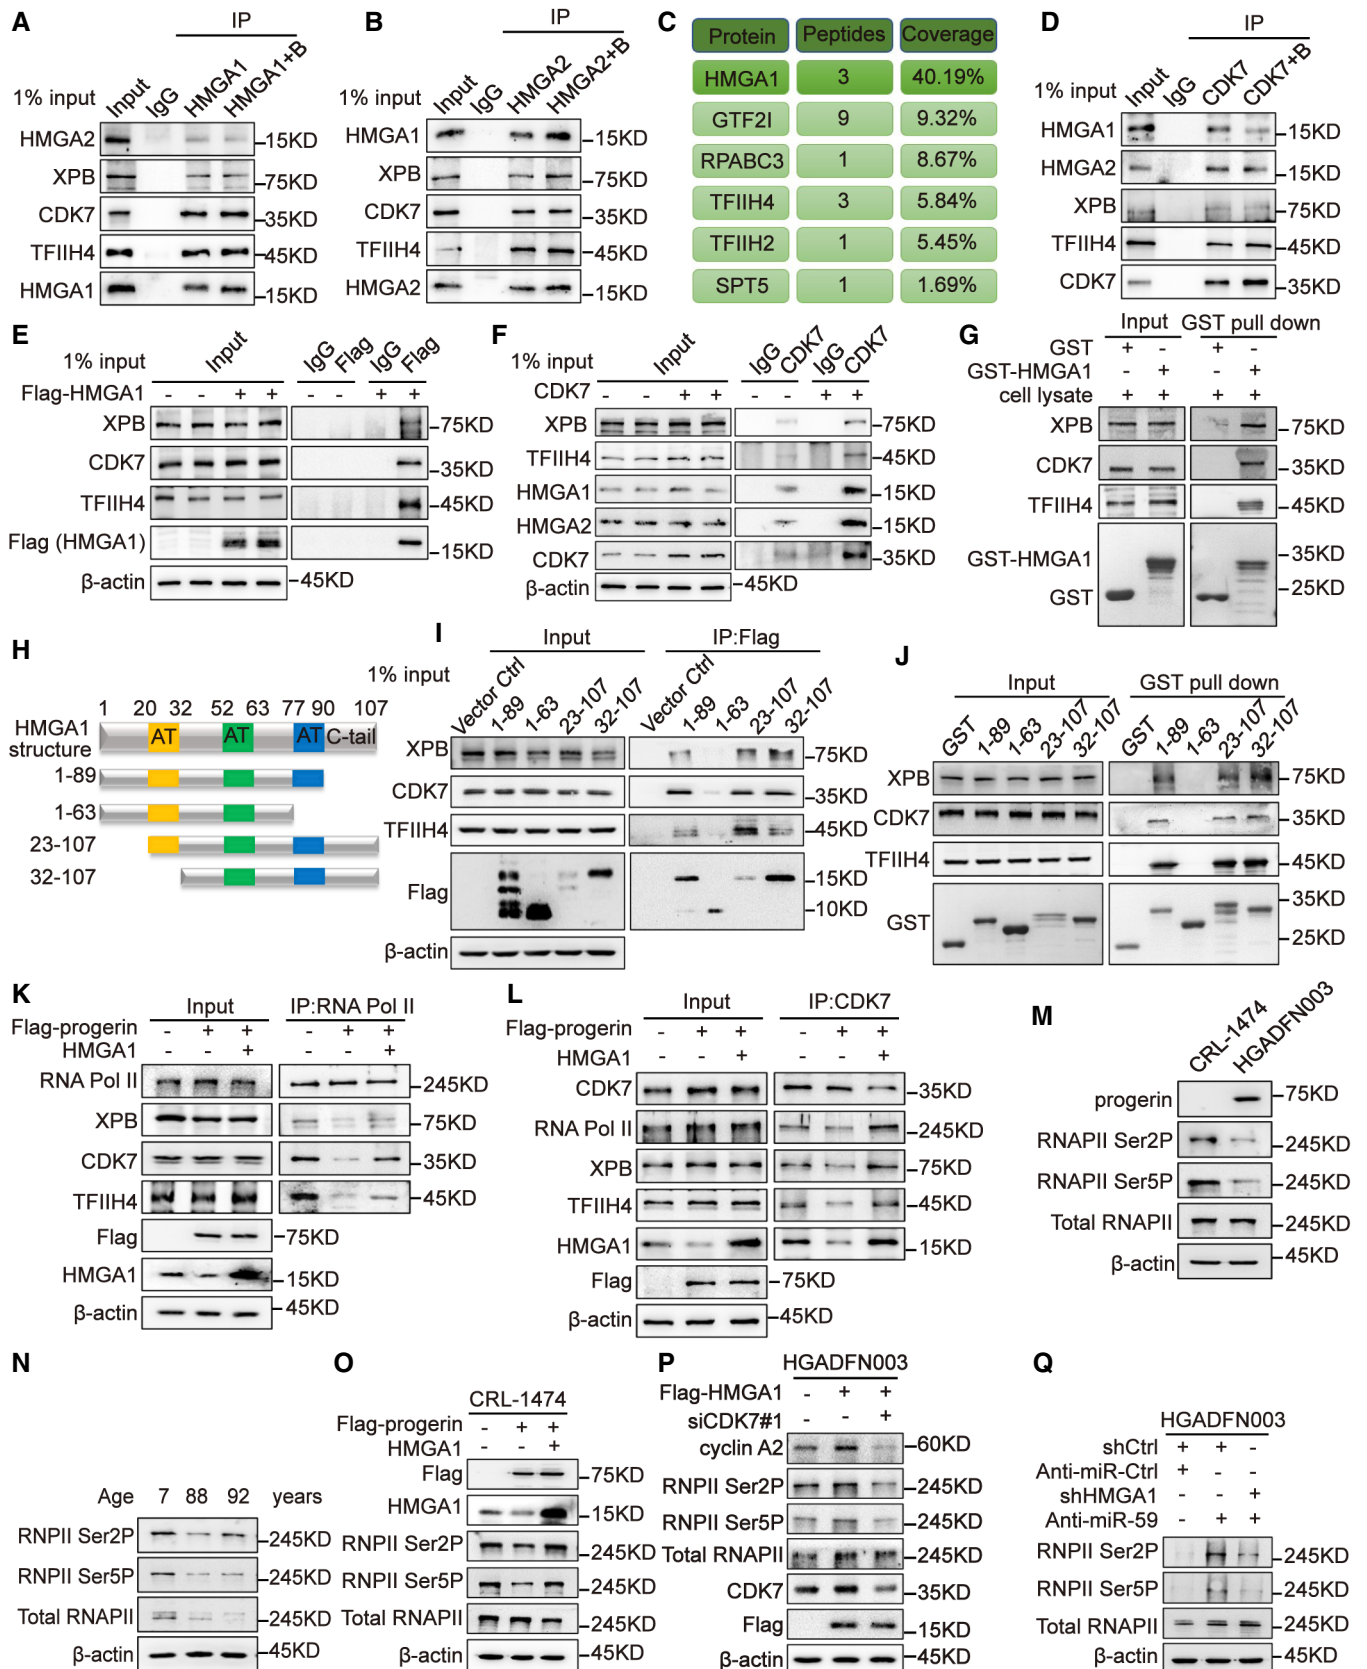 A
IP
1% input
Input
IgG
HMGA1
HMGA1+B
HMGA2
15KD
XPB
75KD
CDK7
35KD
TFIIH4
45KD
HMGA1
15KD
B
IP
Input
IgG
HMGA2
HMGA2+B
HMGA1
15KD
XPB
75KD
CDK7
35KD
TFIIH4
45KD
HMGA2
15KD
C
Protein Peptides Coverage
HMGA1 3 40.19%
GTF2I 9 9.32%
RPABC3 1 8.67%
TFIIH4 3 5.84%
TFIIH2 1 5.45%
SPT5 1 1.69%
D
IP
1% input
Input
IgG
CDK7
CDK7+B
HMGA1
15KD
HMGA2
15KD
XPB
75KD
TFIIH4
45KD
CDK7
35KD
E
1% input
Input
IgG
Flag
IgG
Flag
Flag-HMGA1 - - + + - - + +
XPB
75KD
CDK7
35KD
TFIIH4
45KD
Flag (HMGA1)
15KD
β-actin
45KD
F
1% input
Input
IgG
CDK7
IgG
CDK7
CDK7 - - + + - - + +
XPB
75KD
TFIIH4
45KD
HMGA1
15KD
HMGA2
15KD
CDK7
35KD
β-actin
45KD
G
Input GST pull down
GST + - + -
GST-HMGA1 - + - +
cell lysate + + + +
XPB
75KD
CDK7
35KD
TFIIH4
45KD
GST-HMGA1
35KD
GST
25KD
H
1 20 32 52 63 77 90 107
HMGA1
structure
AT AT AT C-tail
1-89
1-63
23-107
32-107
I
Input IP:Flag
1% input
Vector Ctrl
1-89
1-63
23-107
32-107
Vector Ctrl
1-89
1-63
23-107
32-107
XPB
75KD
CDK7
35KD
TFIIH4
45KD
Flag
15KD
10KD
β-actin
J
Input GST pull down
GST
1-89
1-63
23-107
32-107
GST
1-89
1-63
23-107
32-107
XPB
75KD
CDK7
35KD
TFIIH4
45KD
GST
35KD
25KD
K
Input IP:RNA Pol II
Flag-progerin - + + - + +
HMGA1 - - + - - +
RNA Pol II
245KD
XPB
75KD
CDK7
35KD
TFIIH4
45KD
Flag
75KD
HMGA1
15KD
β-actin
45KD
L
Input IP:CDK7
Flag-progerin - + + - + +
HMGA1 - - + - - +
CDK7
35KD
RNA Pol II
245KD
XPB
75KD
TFIIH4
45KD
HMGA1
15KD
Flag
75KD
β-actin
45KD
M
CRL-1474
HGADFN003
progerin
75KD
RNAPII Ser2P
245KD
RNAPII Ser5P
245KD
Total RNAPII
245KD
β-actin
45KD
N
Age 7 88 92 years
RNPII Ser2P
245KD
RNPII Ser5P
245KD
Total RNAPII
245KD
β-actin
45KD
O
CRL-1474
Flag-progerin - + +
HMGA1 - - +
Flag
75KD
HMGA1
15KD
RNPII Ser2P
245KD
RNPII Ser5P
245KD
Total RNAPII
245KD
β-actin
45KD
P
HGADFN003
Flag-HMGA1 - + +
siCDK7#1 - - +
cyclin A2
60KD
RNPII Ser2P
245KD
RNPII Ser5P
245KD
Total RNAPII
245KD
CDK7
35KD
Flag
15KD
β-actin
45KD
Q
HGADFN003
shCtrl + + -
Anti-miR-Ctrl + - -
shHMGA1 - - +
Anti-miR-59 - + +
RNPII Ser2P
245KD
RNPII Ser5P
245KD
Total RNAPII
245KD
β-actin
45KD